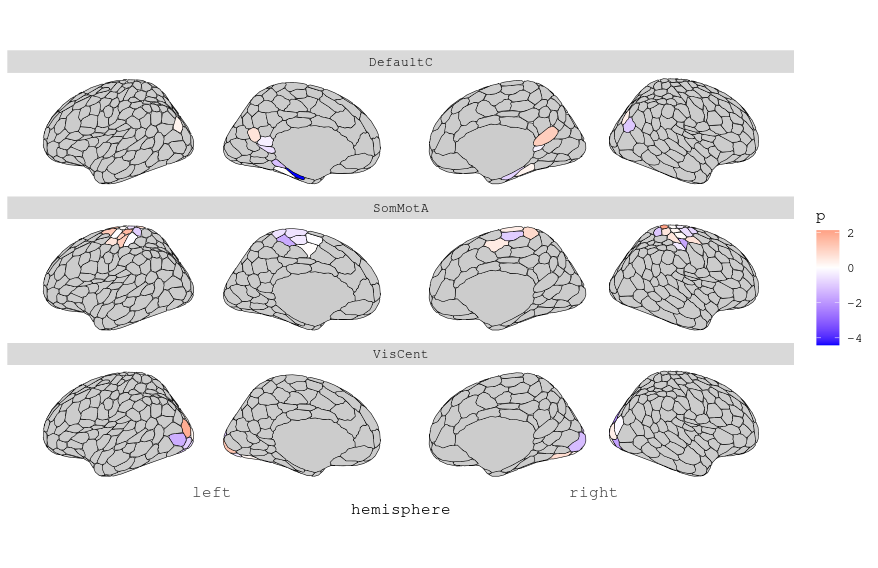 DefaultC
SomMotA
p
2
0
−2
−4
VisCent
left right
hemisphere